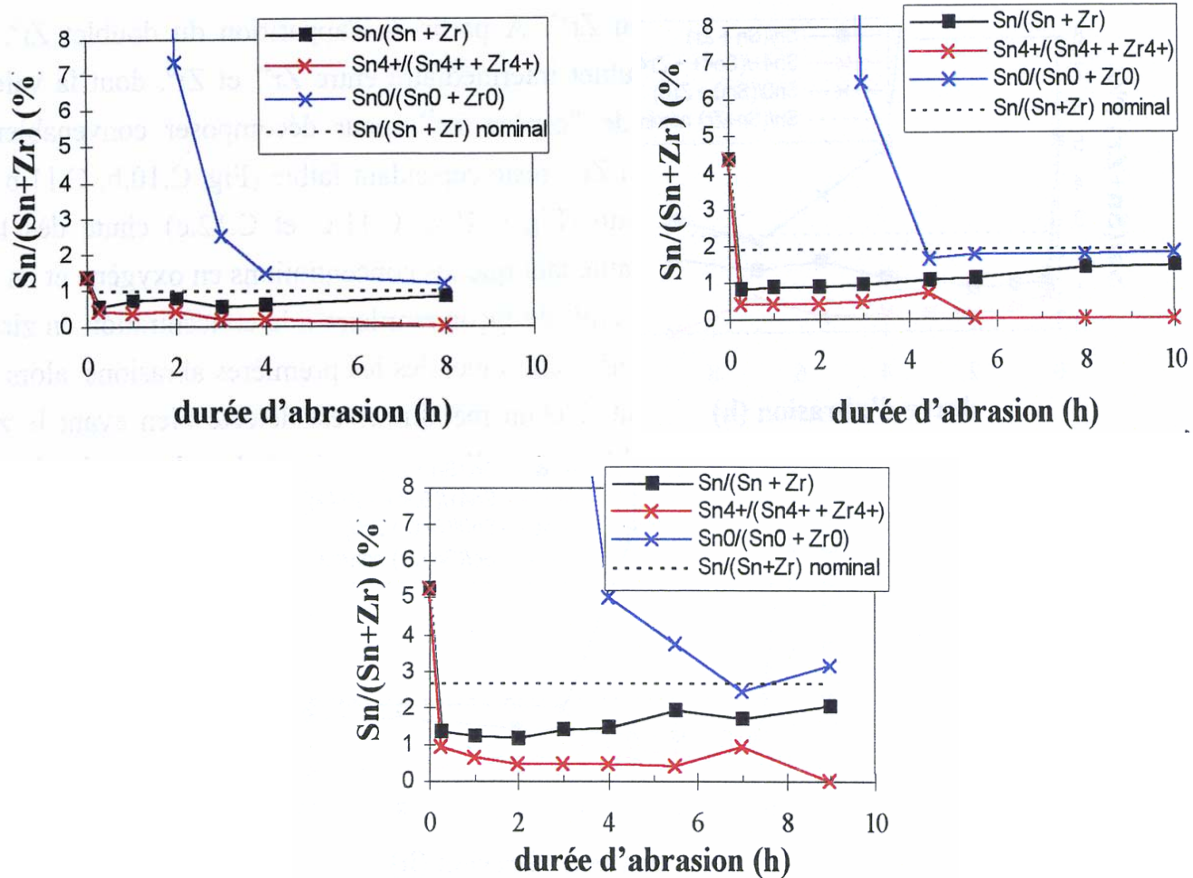 Sn/(Sn+Zr) (%
8
7
6
5
4
3
2
1
0
0
2
4
6
8
10
durée d'abrasion (h)
Sn/(Sn + Zr)
Sn4+/(Sn4+ + Zr4+)
Sn0/(Sn0 + Zr0)
Sn/(Sn + Zr) nominal
Sn/(Sn+Zr) (%
8
7
6
5
4
3
2
1
0
0
2
4
6
8
10
durée d'abrasion (h)
Sn/(Sn + Zr)
Sn4+/(Sn4+ + Zr4+)
Sn0/(Sn0 + Zr0)
Sn/(Sn+Zr) nominal
Sn/(Sn+Zr) (%
8
7
6
5
4
3
2
1
0
0
2
4
6
8
10
durée d'abrasion (h)
Sn/(Sn + Zr)
Sn4+/(Sn4+ + Zr4+)
Sn0/(Sn0 + Zr0)
Sn/(Sn+Zr) nominal